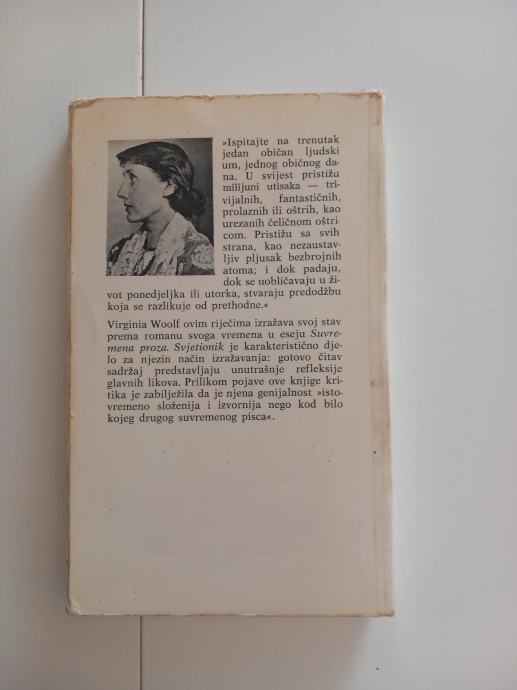 »Ispitajte na trenutak
jedan običan ljudski
um, jednog običnog da-
na. U svijest pristižu
milijuni utisaka — tri-
vijalnih, fantastičnih,
prolaznih ili oštrih, kao
urezanih čeličnom oštri-
com. Pristižu sa svih
strana, kao nezaustav-
ljiv pljusak bezbrojnih
atoma; i dok padaju,
dok se uobličavaju u ži-
vot ponedjeljka ili utorka, stvaraju predodžbu
koja se razlikuje od prethodne.«
Virginia Woolf ovim riječima izražava svoj stav
prema romanu svoga vremena u eseju Suvre-
mena proza. Svjetionik je karakteristično dje-
lo za njezin način izražavanja: gotovo čitav
sadržaj predstavljaju unutrašnje refleksije
glavnih likova. Prilikom pojave ove knjige kri-
tika je zabilježila da je njena genijalnost »isto-
vremeno složenija i izvornija nego kod bilo
kojeg drugog suvremenog pisca«.